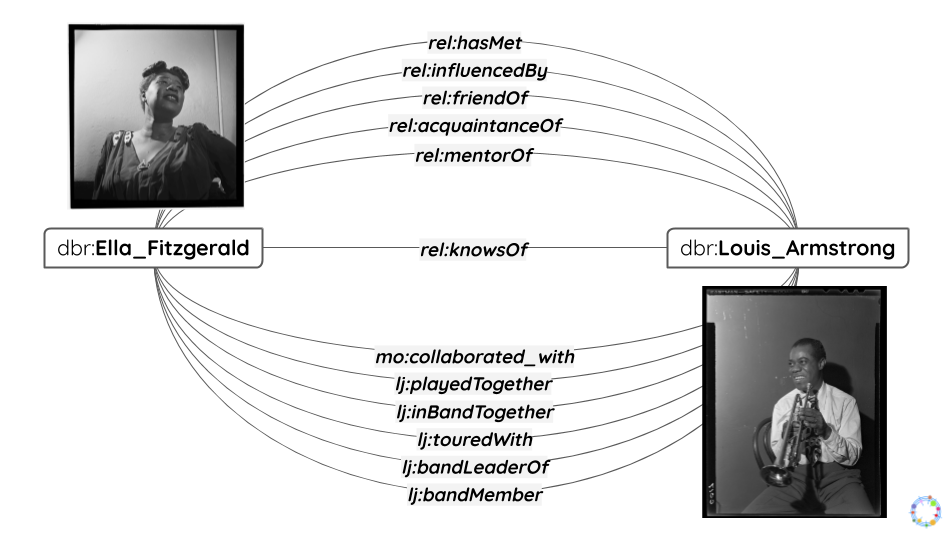 rel:hasMet
rel:influencedBy
rel:friendOf
rel:acquaintanceOf
rel:mentorOf
dbr:Ella_Fitzgerald
rel:knowsOf
dbr:Louis_Armstrong
mo:collaborated_with
lj:playedTogether
lj:inBandTogether
lj:touredWith
lj:bandLeaderOf
lj:bandMember